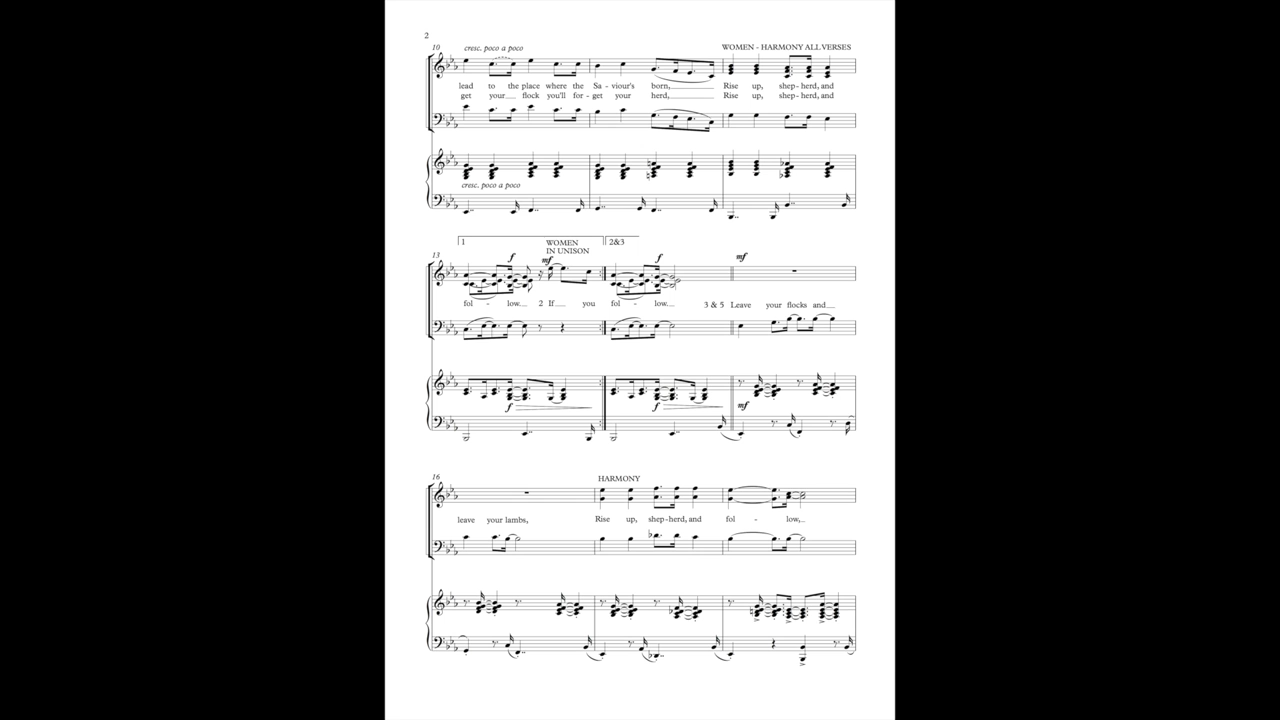 2
10
cresc. poco a poco
WOMEN - HARMONY ALL VERSES
lead to the place where the Sa - viour's born, Rise up, shep - herd, and
get your flock you'll for - get your herd, Rise up, shep - herd, and
cresc. poco a poco
13
1
WOMEN
IN UNISON
2&3
f
mf
f
mf
fol - low. 2 If you fol - low. 3 & 5 Leave your flocks and
f
f
mf
16
HARMONY
leave your lambs, Rise up, shep - herd, and fol - low,